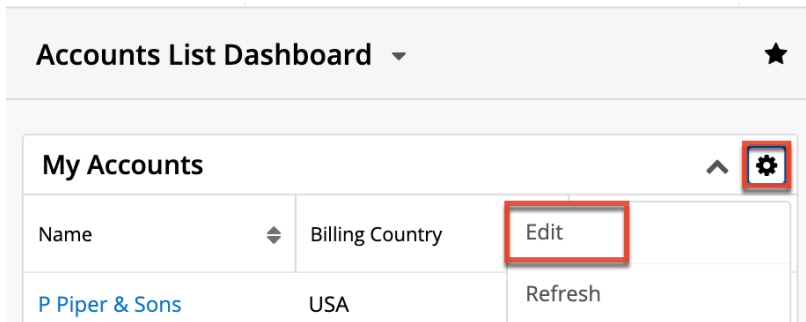 Accounts List Dashboard
My Accounts
Name
Billing Country
Edit
P Piper & Sons
USA
Refresh